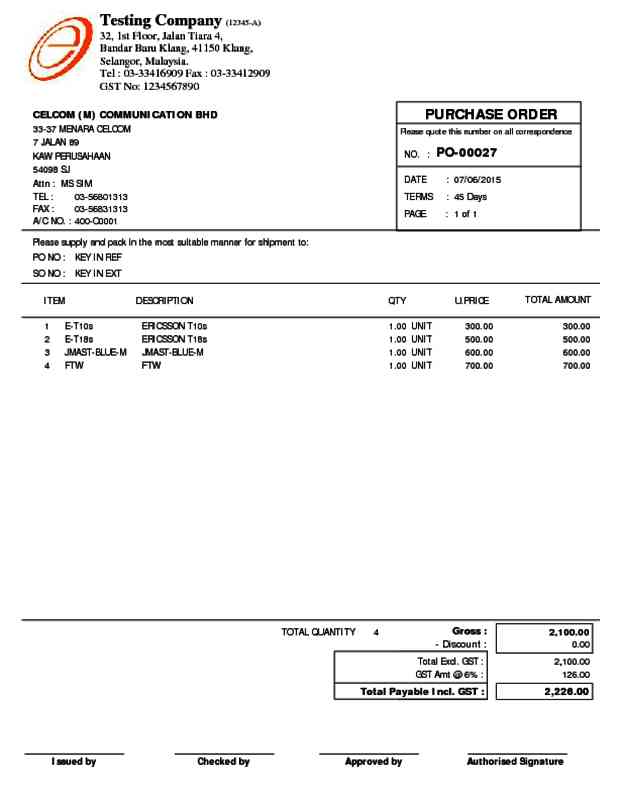 Testing Company (12345-A)
32, 1st Floor, Jalan Tiara 4,
Bandar Baru Klang, 41150 Klang,
Selangor, Malaysia.
Tel : 03-33416909 Fax : 03-33412909
GST No: 1234567890
CELCOM (M) COMMUNICATION BHD
33-37 MENARA CELCOM
7 JALAN 89
KAW PERUSAHAAN
54098 SJ
Attn : MS SIM
TEL : 03-56801313
FAX : 03-56831313
A/C NO. : 400-C0001
PURCHASE ORDER
Please quote this number on all correspondence
NO. : PO-00027
DATE : 07/06/2015
TERMS : 45 Days
PAGE : 1 of 1
Please supply and pack in the most suitable manner for shipment to:
PO NO : KEY IN REF
SO NO : KEY IN EXT
ITEM DESCRIPTION QTY U.PRICE TOTAL AMOUNT
1 E-T10s ERICSSON T10s 1.00 UNIT 300.00 300.00
2 E-T18s ERICSSON T18s 1.00 UNIT 500.00 500.00
3 JMAST-BLUE-M JMAST-BLUE-M 1.00 UNIT 600.00 600.00
4 FTW FTW 1.00 UNIT 700.00 700.00
TOTAL QUANTITY 4 Gross : 2,100.00
- Discount : 0.00
Total Excl. GST : 2,100.00
GST Amt @ 6% : 126.00
Total Payable Incl. GST : 2,226.00
Issued by Checked by Approved by Authorised Signature